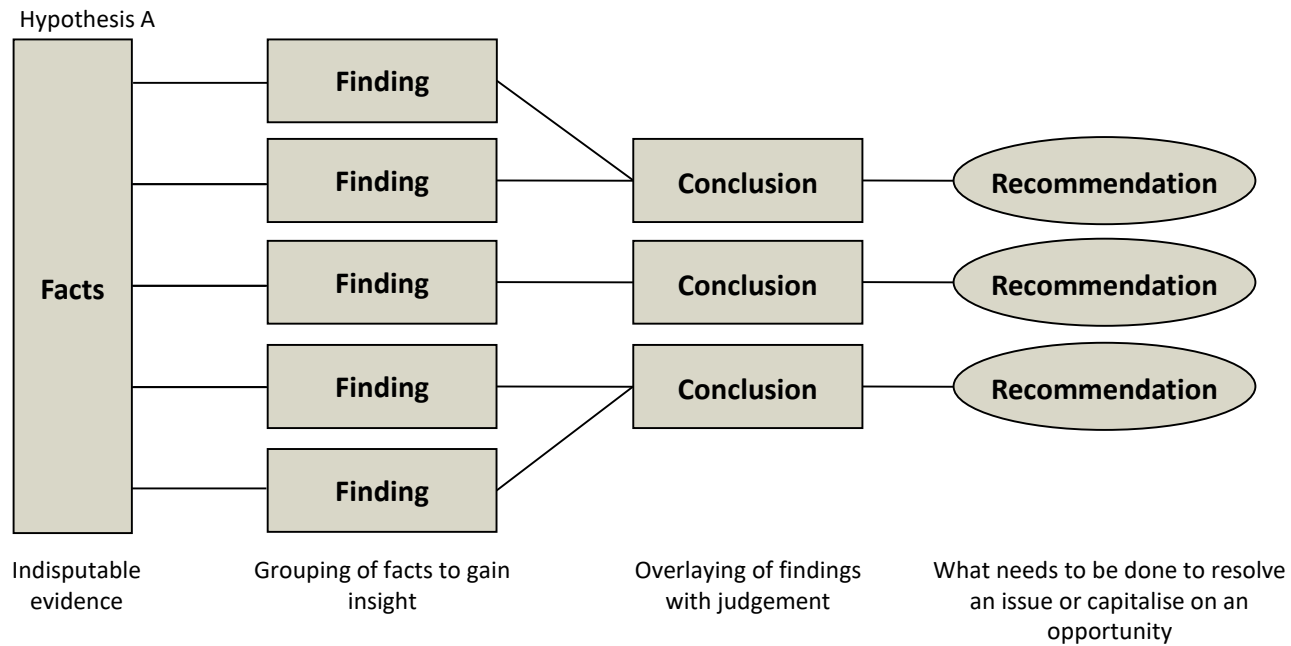 Hypothesis A
Facts
Finding
Finding
Finding
Finding
Finding
Conclusion
Conclusion
Conclusion
Recommendation
Recommendation
Recommendation
Indisputable
evidence
Grouping of facts to gain
insight
Overlaying of findings
with judgement
What needs to be done to resolve
an issue or capitalise on an
opportunity